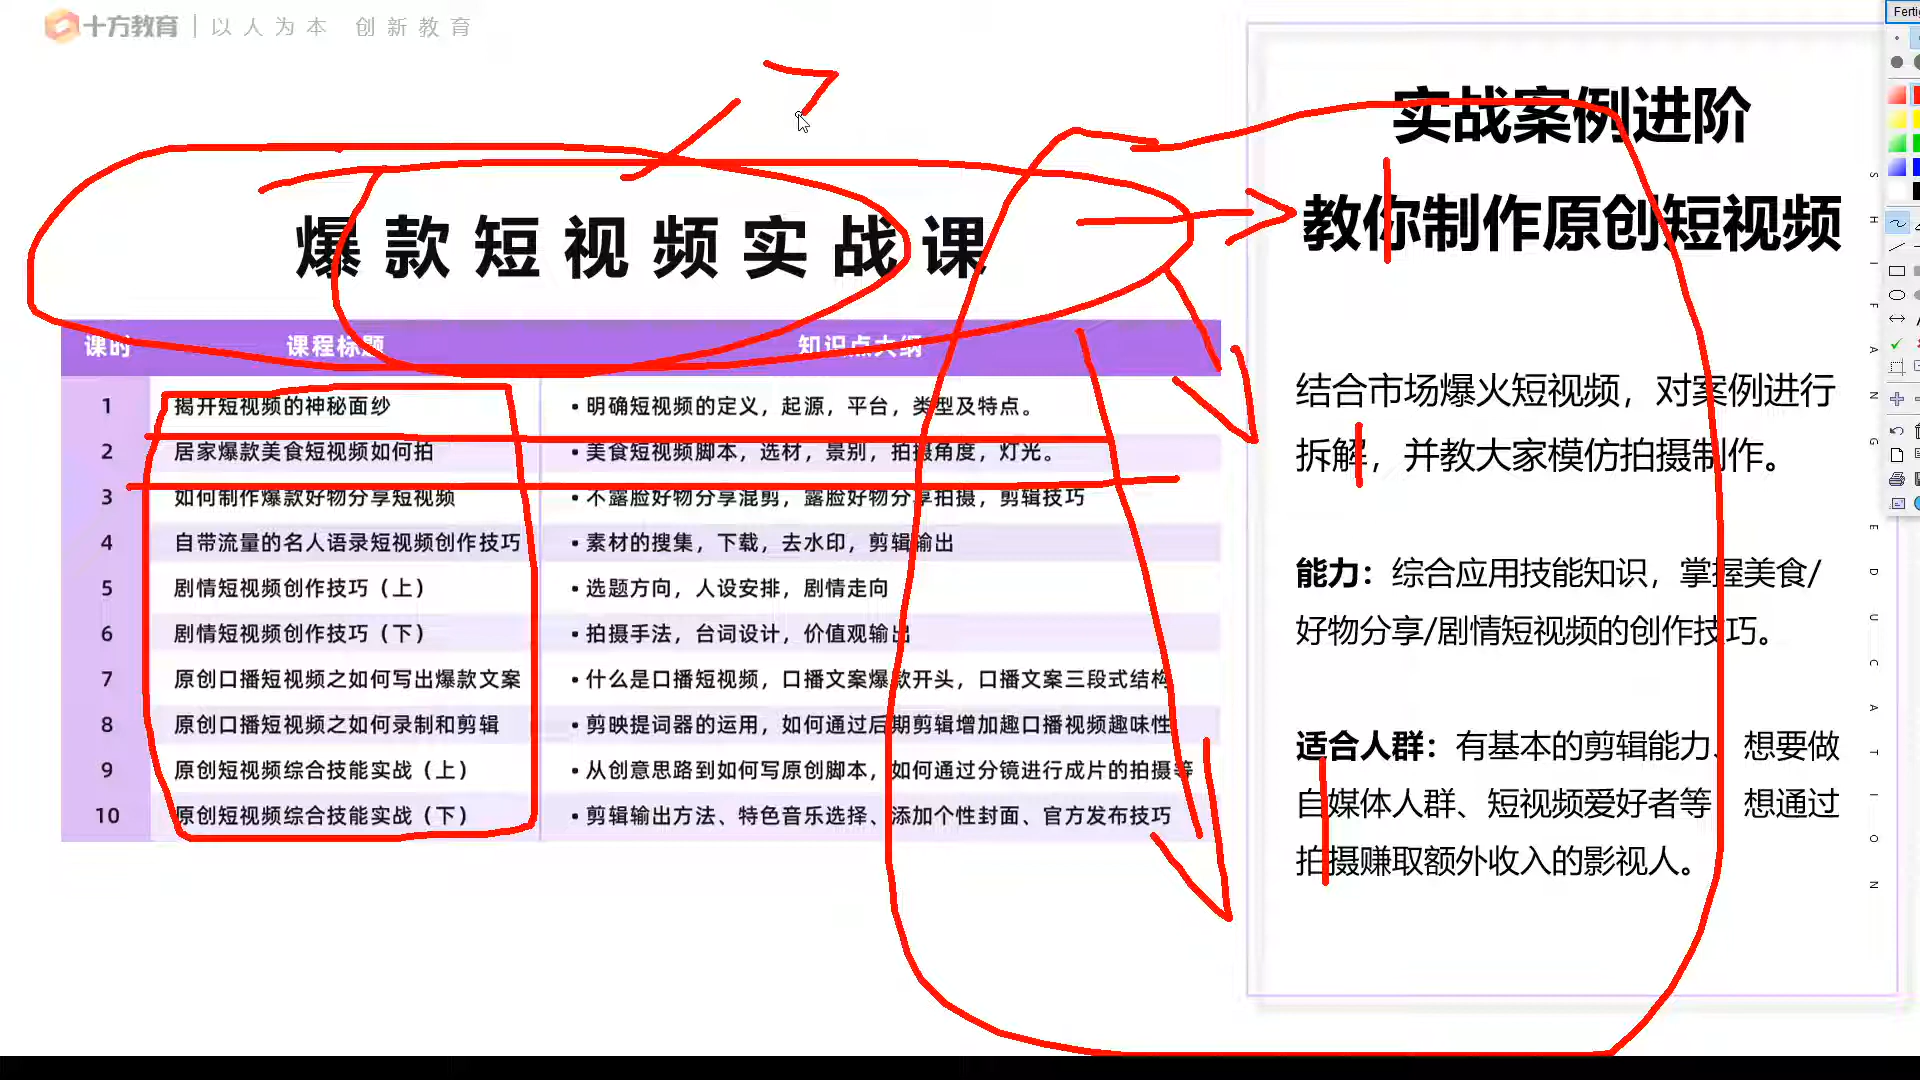 十方教育 | 以人为本 创新教育
Ferti
爆款短视频实战课
课时 课程标题 知识点大纲
1 揭开短视频的神秘面纱 •明确短视频的定义，起源，平台，类型及特点。
2 居家爆款美食短视频如何拍 •美食短视频脚本，选材，景别，拍摄角度，灯光。
3 如何制作爆款好物分享短视频 •不露脸好物分享混剪，露脸好物分享拍摄，剪辑技巧
4 自带流量的名人语录短视频创作技巧 •素材的搜集，下载，去水印，剪辑输出
5 剧情短视频创作技巧（上） •选题方向，人设安排，剧情走向
6 剧情短视频创作技巧（下） •拍摄手法，台词设计，价值观输出
7 原创口播短视频之如何写出爆款文案 •什么是口播短视频，口播文案爆款开头，口播文案三段式结构
8 原创口播短视频之如何录制和剪辑 •剪映提词器的运用，如何通过后期剪辑增加趣口播视频趣味性
9 原创短视频综合技能实战（上） •从创意思路到如何写原创脚本，如何通过分镜进行成片的拍摄等
10 原创短视频综合技能实战（下） •剪辑输出方法、特色音乐选择、添加个性封面、官方发布技巧
实战案例进阶
教你制作原创短视频
结合市场爆火短视频，对案例进行
拆解，并教大家模仿拍摄制作。
能力：综合应用技能知识，掌握美食/
好物分享/剧情短视频的创作技巧。
适合人群：有基本的剪辑能力、想要做
自媒体人群、短视频爱好者等 想通过
拍摄赚取额外收入的影视人。
SHIFANG EDUCATION